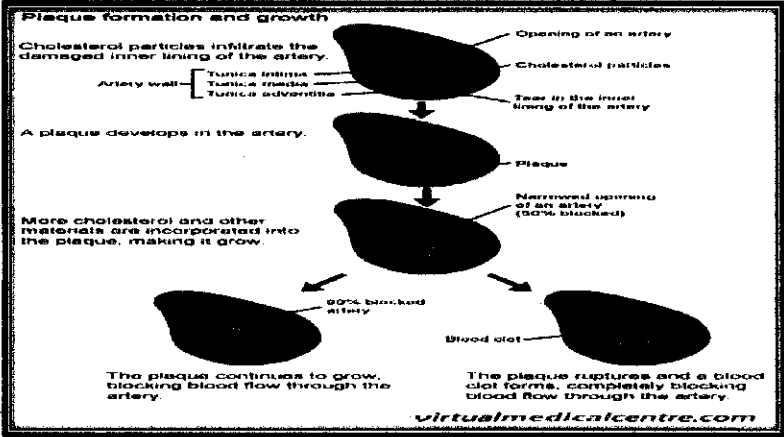 Plaque formation and growth
Cholesterol particles infiltrate the
damaged inner lining of the artery.
Artery wall
Tunica intima
Tunica media
Tunica adventitia
Opening of an artery
Cholesterol particles
Tear in the inner
lining of the artery
A plaque develops in the artery.
Plaque
More cholesterol and other
materials are incorporated into
the plaque, making it grow.
Narrowed opening
of an artery
(50% blocked)
90% blocked
artery
Blood clot
The plaque continues to grow,
blocking blood flow through the
artery.
The plaque ruptures and a blood
clot forms, completely blocking
blood flow through the artery.
virtualmedicalcentre.com